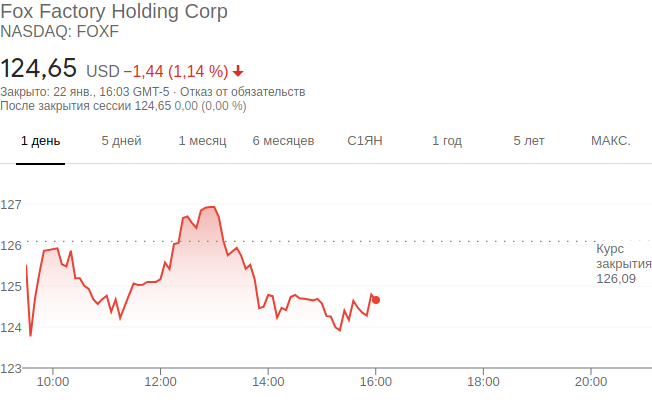 Fox Factory Holding Corp
NASDAQ: FOXF
124,65 USD −1,44 (1,14 %)
Закрыто: 22 янв., 16:03 GMT-5 · Отказ от обязательств
После закрытия сессии 124,65 0,00 (0,00 %)
1 день 5 дней 1 месяц 6 месяцев С1ЯН 1 год 5 лет МАКС.
127
126
Курс
закрытия
126,09
125
124
123
10:00 12:00 14:00 16:00 18:00 20:00